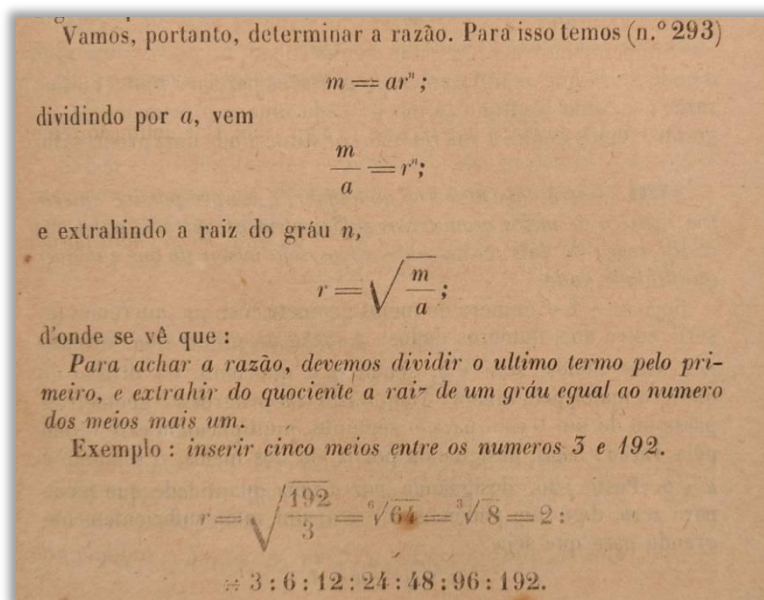 Vamos, portanto, determinar a razão. Para isso temos (n.º 293)
m = arⁿ;
dividindo por a, vem
m/a = rⁿ;
e extrahindo a raiz do gráu n,
r = √(m/a);
d'onde se vê que :
Para achar a razão, devemos dividir o ultimo termo pelo pri-
meiro, e extrahir do quociente a raiz de um gráu egual ao numero
dos meios mais um.
Exemplo : inserir cinco meios entre os numeros 3 e 192.
r = √(192/3) = ⁶√64 = ³√8 = 2:
∺ 3 : 6 : 12 : 24 : 48 : 96 : 192.